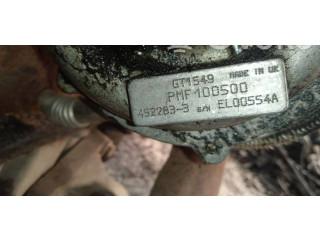 GT1549 MADE IN UK
PMF100500
452283-3 S/N EL00554A